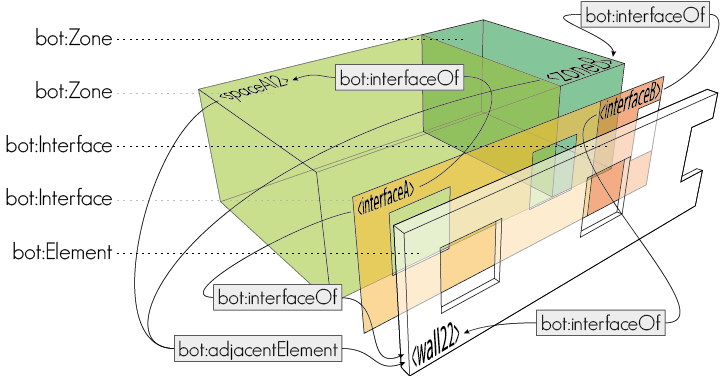 bot:interfaceOf
bot:Zone
<zoneB>
<spaceA12>
bot:interfaceOf
bot:Zone
<interfaceB>
bot:Interface
<interfaceA>
bot:Interface
bot:Element
bot:interfaceOf
bot:interfaceOf
bot:adjacentElement
<wall22>